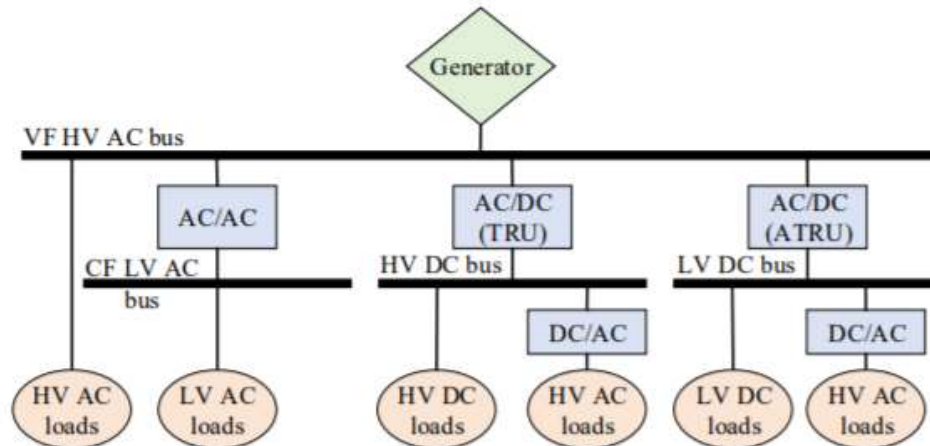 Generator
VF HV AC bus
AC/AC
AC/DC
(TRU)
AC/DC
(ATRU)
CF LV AC
bus
HV DC bus
LV DC bus
DC/AC
DC/AC
HV AC
loads
LV AC
loads
HV DC
loads
HV AC
loads
LV DC
loads
HV AC
loads